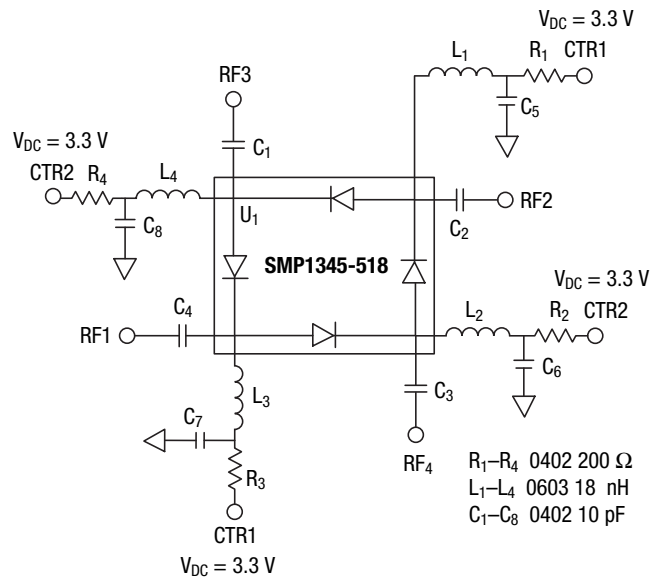 V_DC = 3.3 V
L₁ R₁ CTR1
C₅
RF3
C₁
V_DC = 3.3 V
CTR2 R₄ L₄
C₈
U₁
C₂ RF2
SMP1345-518
V_DC = 3.3 V
L₂ R₂ CTR2
C₆
RF1 C₄
C₃
RF₄
L₃
C₇
R₃
CTR1
V_DC = 3.3 V
R₁–R₄ 0402 200 Ω
L₁–L₄ 0603 18 nH
C₁–C₈ 0402 10 pF